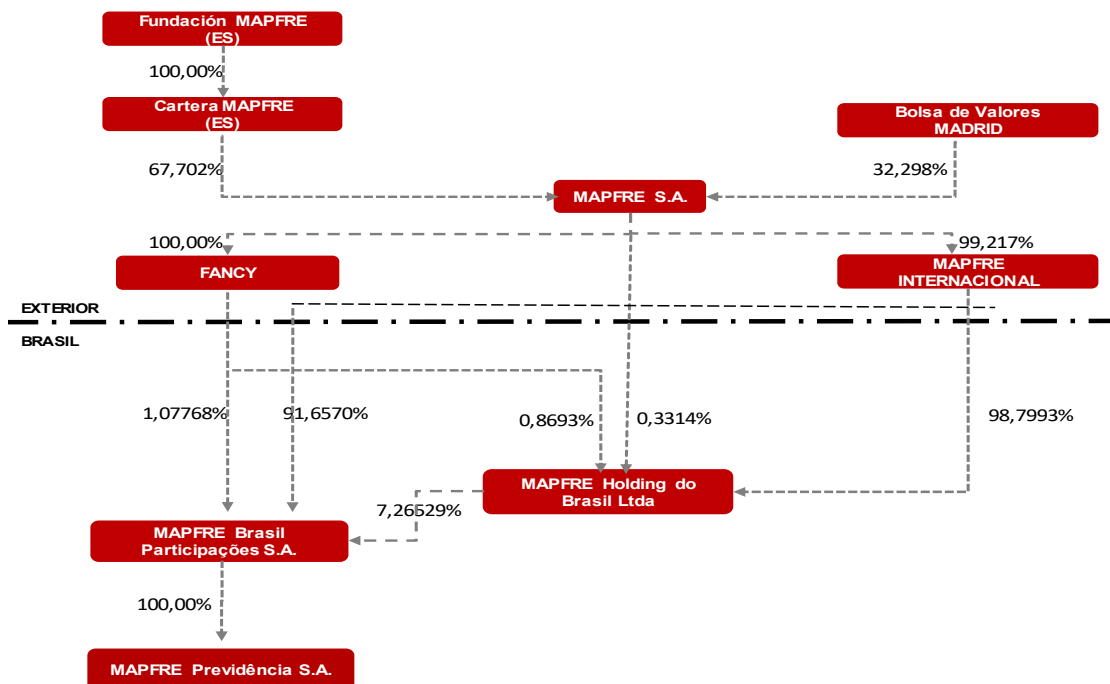 Fundación MAPFRE
(ES)
100,00%
Cartera MAPFRE
(ES)
Bolsa de Valores
MADRID
67,702%
32,298%
MAPFRE S.A.
100,00%
99,217%
FANCY
MAPFRE
INTERNACIONAL
EXTERIOR
BRASIL
1,07768%
91,6570%
0,8693%
0,3314%
98,7993%
MAPFRE Holding do
Brasil Ltda
7,26529%
MAPFRE Brasil
Participações S.A.
100,00%
MAPFRE Previdência S.A.